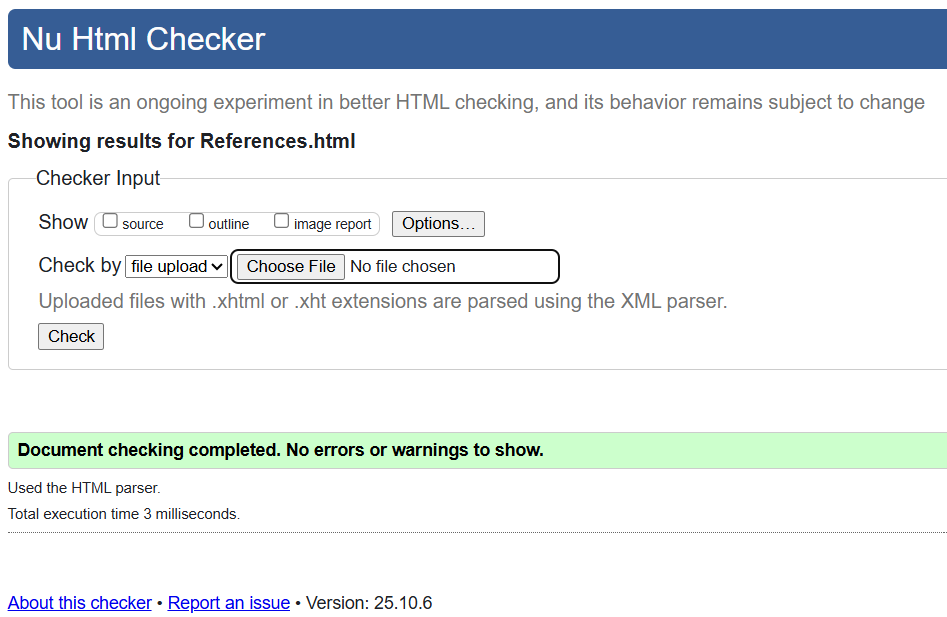 Nu Html Checker
This tool is an ongoing experiment in better HTML checking, and its behavior remains subject to change
Showing results for References.html
Checker Input
Show source outline image report Options...
Check by file upload Choose File No file chosen
Uploaded files with .xhtml or .xht extensions are parsed using the XML parser.
Check
Document checking completed. No errors or warnings to show.
Used the HTML parser.
Total execution time 3 milliseconds.
About this checker • Report an issue • Version: 25.10.6